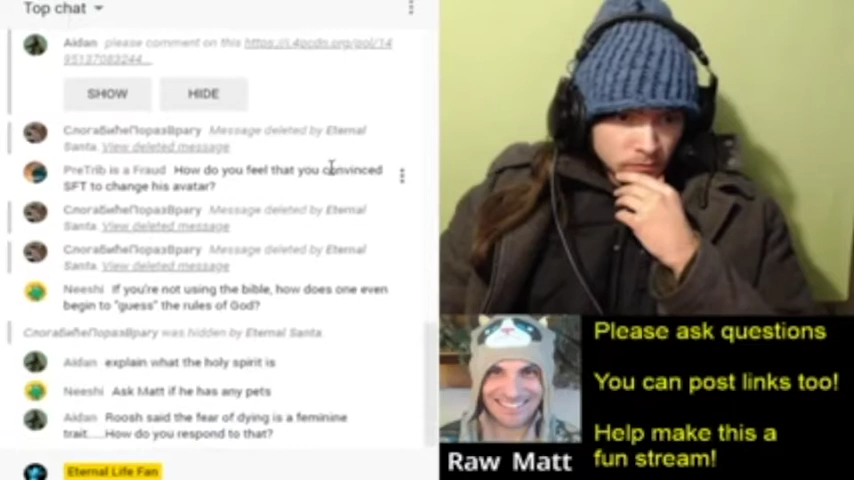 Top chat
Aidan please comment on this https://i.4pcdn.org/pol/14
95137083244...
SHOW HIDE
СлогаБићеПоразВрагу Message deleted by Eternal
Santa. View deleted message
PreTrib is a Fraud How do you feel that you convinced
SFT to change his avatar?
СлогаБићеПоразВрагу Message deleted by Eternal
Santa. View deleted message
СлогаБићеПоразВрагу Message deleted by Eternal
Santa. View deleted message
Neeshi If you're not using the bible, how does one even
begin to "guess" the rules of God?
СлогаБићеПоразВрагу was hidden by Eternal Santa.
Aidan explain what the holy spirit is
Neeshi Ask Matt if he has any pets
Aidan Roosh said the fear of dying is a feminine
trait.....How do you respond to that?
Eternal Life Fan
Please ask questions
You can post links too!
Help make this a
fun stream!
Raw Matt